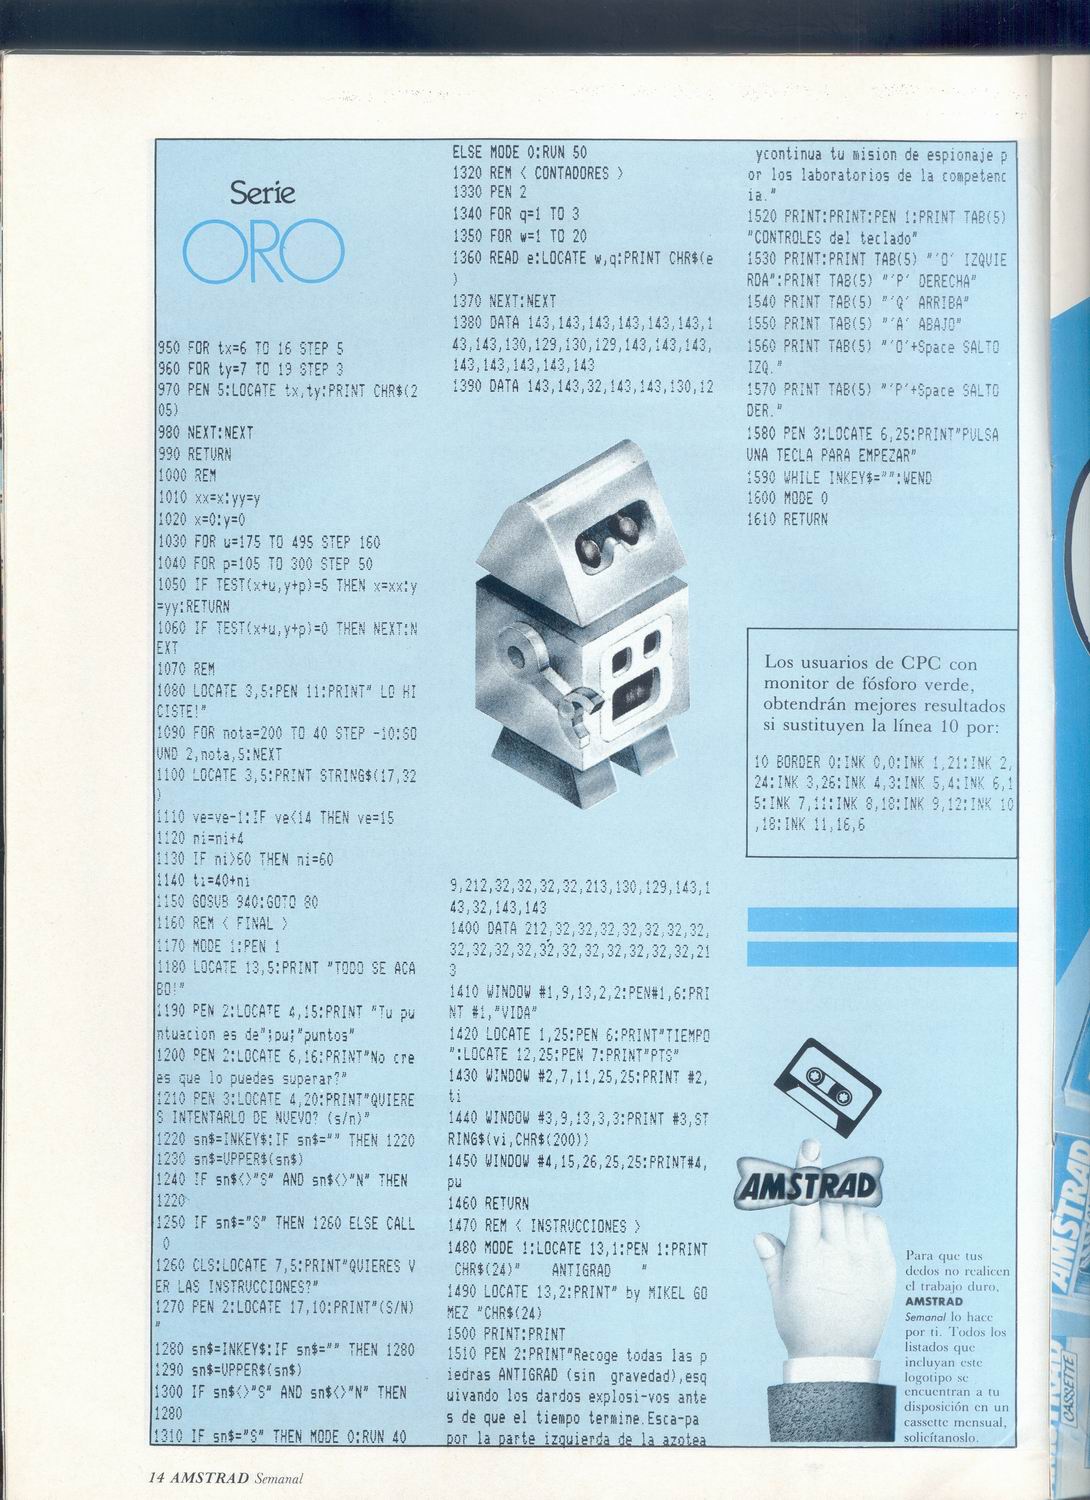 Serie
ORO
950 FOR tx=6 TO 16 STEP 5
960 FOR ty=7 TO 19 STEP 3
970 PEN 5:LOCATE tx,ty:PRINT CHR$(2
05)
980 NEXT:NEXT
990 RETURN
1000 REM
1010 xx=x:yy=y
1020 x=0:y=0
1030 FOR u=175 TO 495 STEP 160
1040 FOR p=105 TO 300 STEP 50
1050 IF TEST(x+u,y+p)=5 THEN x=xx:y
=yy:RETURN
1060 IF TEST(x+u,y+p)=0 THEN NEXT:N
EXT
1070 REM
1080 LOCATE 3,5:PEN 11:PRINT" LO HI
CISTE!"
1090 FOR nota=200 TO 40 STEP -10:SO
UND 2,nota,5:NEXT
1100 LOCATE 3,5:PRINT STRING$(17,32
)
1110 ve=ve-1:IF ve<14 THEN ve=15
1120 ni=ni+4
1130 IF ni>60 THEN ni=60
1140 ti=40+ni
1150 GOSUB 940:GOTO 80
1160 REM < FINAL >
1170 MODE 1:PEN 1
1180 LOCATE 13,5:PRINT "TODO SE ACA
BO!"
1190 PEN 2:LOCATE 4,15:PRINT "Tu pu
ntuacion es de";pu;"puntos"
1200 PEN 2:LOCATE 6,16:PRINT"No cre
es que lo puedes superar?"
1210 PEN 3:LOCATE 4,20:PRINT"QUIERE
S INTENTARLO DE NUEVO? (s/n)"
1220 sn$=INKEY$:IF sn$="" THEN 1220
1230 sn$=UPPER$(sn$)
1240 IF sn$<>"S" AND sn$<>"N" THEN
1220
1250 IF sn$="S" THEN 1260 ELSE CALL
0
1260 CLS:LOCATE 7,5:PRINT"QUIERES V
ER LAS INSTRUCCIONES?"
1270 PEN 2:LOCATE 17,10:PRINT"(S/N)
"
1280 sn$=INKEY$:IF sn$="" THEN 1280
1290 sn$=UPPER$(sn$)
1300 IF sn$<>"S" AND sn$<>"N" THEN
1280
1310 IF sn$="S" THEN MODE 0:RUN 40
ELSE MODE 0:RUN 50
1320 REM < CONTADORES >
1330 PEN 2
1340 FOR q=1 TO 3
1350 FOR w=1 TO 20
1360 READ e:LOCATE w,q:PRINT CHR$(e
)
1370 NEXT:NEXT
1380 DATA 143,143,143,143,143,143,1
43,143,130,129,130,129,143,143,143,
143,143,143,143,143
1390 DATA 143,143,32,143,143,130,12
9,212,32,32,32,32,213,130,129,143,1
43,32,143,143
1400 DATA 212,32,32,32,32,32,32,32,
32,32,32,32,32,32,32,32,32,32,32,21
3
1410 WINDOW #1,9,13,2,2:PEN#1,6:PRI
NT #1,"VIDA"
1420 LOCATE 1,25:PEN 6:PRINT"TIEMPO
":LOCATE 12,25:PEN 7:PRINT"PTS"
1430 WINDOW #2,7,11,25,25:PRINT #2,
ti
1440 WINDOW #3,9,13,3,3:PRINT #3,ST
RING$(vi,CHR$(200))
1450 WINDOW #4,15,26,25,25:PRINT#4,
pu
1460 RETURN
1470 REM < INSTRUCCIONES >
1480 MODE 1:LOCATE 13,1:PEN 1:PRINT
CHR$(24)"    ANTIGRAD    "
1490 LOCATE 13,2:PRINT" by MIKEL GO
MEZ "CHR$(24)
1500 PRINT:PRINT
1510 PEN 2:PRINT"Recoge todas las p
iedras ANTIGRAD (sin  gravedad),esq
uivando los dardos explosi-vos ante
s de que el tiempo termine.Esca-pa
por la parte izquierda de la azotea
ycontinua tu mision de espionaje p
or los laboratorios de la competenc
ia."
1520 PRINT:PRINT:PEN 1:PRINT TAB(5)
"CONTROLES del teclado"
1530 PRINT:PRINT TAB(5) "'O' IZQUIE
RDA":PRINT TAB(5) "'P' DERECHA"
1540 PRINT TAB(5) "'Q' ARRIBA"
1550 PRINT TAB(5) "'A' ABAJO"
1560 PRINT TAB(5) "'O'+Space SALTO
IZQ."
1570 PRINT TAB(5) "'P'+Space SALTO
DER."
1580 PEN 3:LOCATE 6,25:PRINT"PULSA
UNA TECLA PARA EMPEZAR"
1590 WHILE INKEY$="":WEND
1600 MODE 0
1610 RETURN
Los usuarios de CPC con
monitor de fósforo verde,
obtendrán mejores resultados
si sustituyen la línea 10 por:
10 BORDER 0:INK 0,0:INK 1,21:INK 2,
24:INK 3,26:INK 4,3:INK 5,4:INK 6,1
5:INK 7,11:INK 8,18:INK 9,12:INK 10
,18:INK 11,16,6
AMSTRAD
Para que tus
dedos no realicen
el trabajo duro,
AMSTRAD
Semanal lo hace
por ti. Todos los
listados que
incluyan este
logotipo se
encuentran a tu
disposición en un
cassette mensual,
solicítanoslo.
14 AMSTRAD Semanal
AMSTRAD
CASSETTE